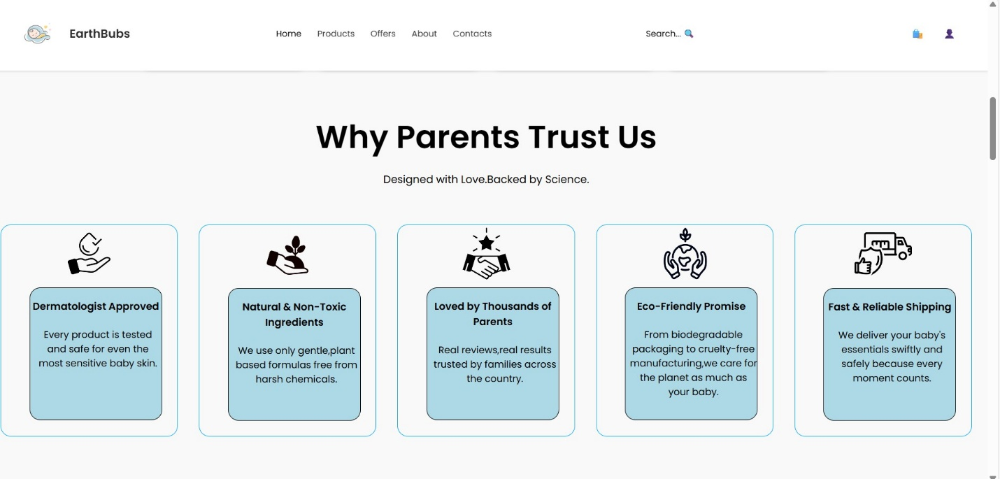 EarthBubs
Home Products Offers About Contacts
Search...
Why Parents Trust Us
Designed with Love.Backed by Science.
Dermatologist Approved
Every product is tested
and safe for even the
most sensitive baby skin.
Natural & Non-Toxic
Ingredients
We use only gentle,plant
based formulas free from
harsh chemicals.
Loved by Thousands of
Parents
Real reviews,real results
trusted by families across
the country.
Eco-Friendly Promise
From biodegradable
packaging to cruelty-free
manufacturing,we care for
the planet as much as
your baby.
Fast & Reliable Shipping
We deliver your baby's
essentials swiftly and
safely because every
moment counts.